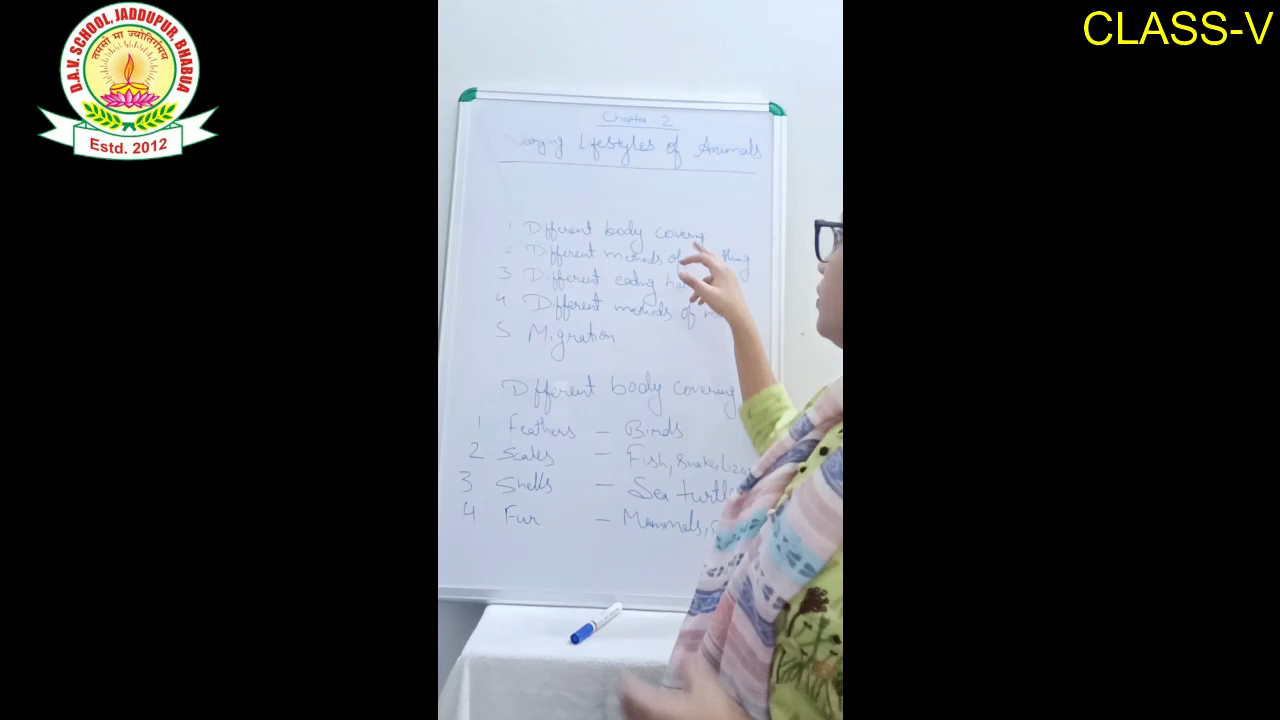 D.A.V. SCHOOL, JADDUPUR, BHABUA
तमसो मा ज्योतिर्गमय
Estd. 2012
CLASS-V
Chapter 2
Lifestyles of Animals
1 Different body covering
2 Different methods of
3 Different eating
4 Different methods of
5 Migration
Different body covering
1 Feathers – Birds
2 Scales – Fish, Snake,
3 Shells – Sea
4 Fur – Mammals,